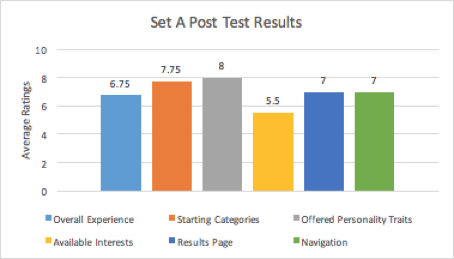 Set A Post Test Results
Average Ratings
10
8
6
4
2
0
6.75
7.75
8
5.5
7
7
Overall Experience
Starting Categories
Offered Personality Traits
Available Interests
Results Page
Navigation